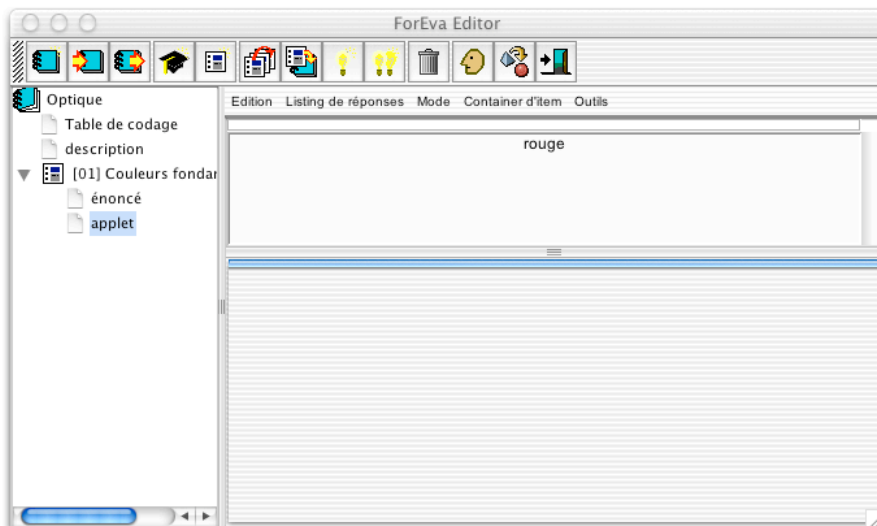 ForEva Editor
Optique
Table de codage
description
[01] Couleurs fondar
énoncé
applet
Edition Listing de réponses Mode Container d'item Outils
rouge